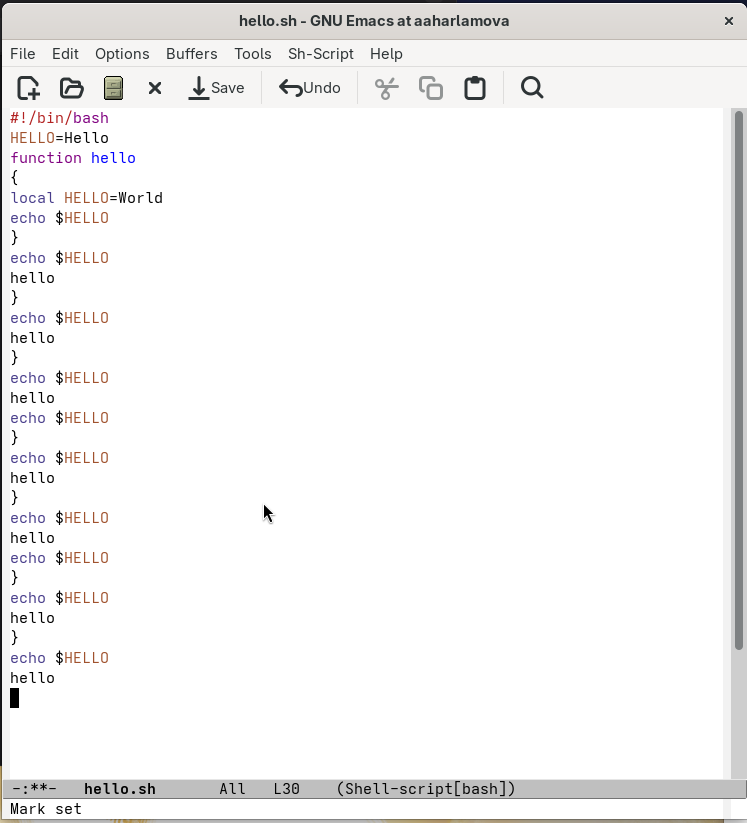 hello.sh - GNU Emacs at aaharlamova ×
File Edit Options Buffers Tools Sh-Script Help
Save Undo
#!/bin/bash
HELLO=Hello
function hello
{
local HELLO=World
echo $HELLO
}
echo $HELLO
hello
}
echo $HELLO
hello
}
echo $HELLO
hello
echo $HELLO
}
echo $HELLO
hello
}
echo $HELLO
hello
echo $HELLO
}
echo $HELLO
hello
}
echo $HELLO
hello
-:**- hello.sh All L30 (Shell-script[bash])
Mark set